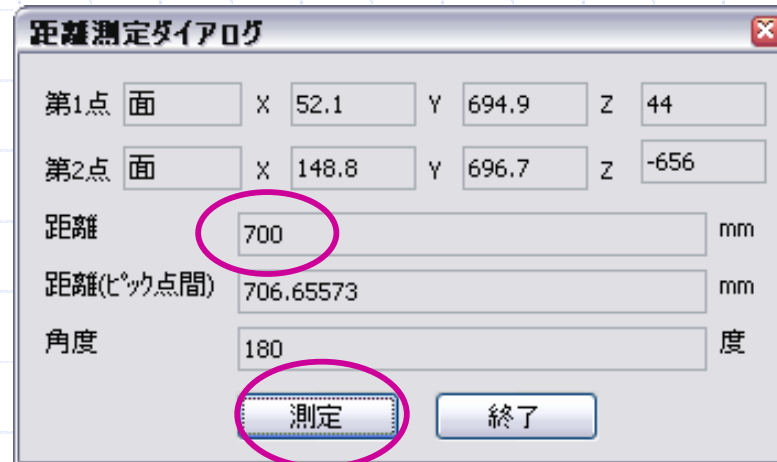 距離測定ダイアログ
第1点 面 X 52.1 Y 694.9 Z 44
第2点 面 X 148.8 Y 696.7 Z -656
距離 700 mm
距離(ﾋﾟｯｸ点間) 706.65573 mm
角度 180 度
測定 終了